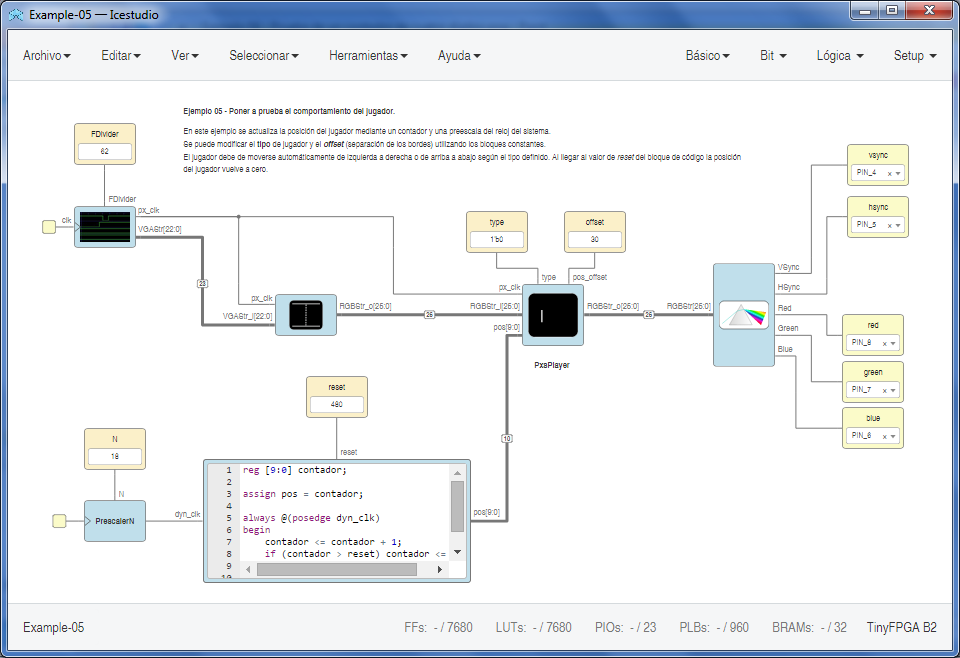 Example-05 — Icestudio
Archivo Editar Ver Seleccionar Herramientas Ayuda Básico Bit Lógica Setup
Ejemplo 05 - Poner a prueba el comportamiento del jugador.
En este ejemplo se actualiza la posición del jugador mediante un contador y una preescala del reloj del sistema.
Se puede modificar el tipo de jugador y el offset (separación de los bordes) utilizando los bloques constantes.
El jugador debe de moverse automáticamente de izquierda a derecha o de arriba a abajo según el tipo definido. Al llegar al valor de reset del bloque de código la posición
del jugador vuelve a cero.
FDivider
62
FDivider
clk
px_clk
VGAStr[22:0]
23
px_clk
VGAStr_i[22:0]
RGBStr_o[25:0]
26
type
1'b0
offset
30
type
pos_offset
px_clk
RGBStr_i[25:0]
pos[9:0]
RGBStr_o[25:0]
PxsPlayer
26
RGBStr[25:0]
VSync
HSync
Red
Green
Blue
vsync
PIN_4 x
hsync
PIN_5 x
red
PIN_8 x
green
PIN_7 x
blue
PIN_6 x
10
reset
480
reset
N
18
N
PrescalerN
dyn_clk
1 reg [9:0] contador;
2
3 assign pos = contador;
4
5 always @(posedge dyn_clk)
6 begin
7 contador <= contador + 1;
8 if (contador > reset) contador <=
9
10
pos[9:0]
Example-05 FFs: - / 7680 LUTs: - / 7680 PIOs: - / 23 PLBs: - / 960 BRAMs: - / 32 TinyFPGA B2